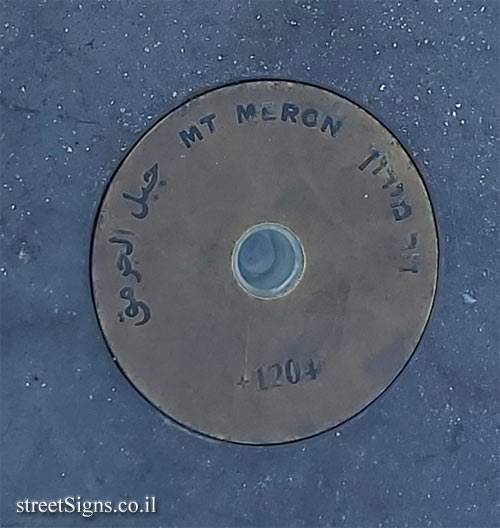 MT MERON
הר מירון
جبل الجرمق
+1204
streetSigns.co.il